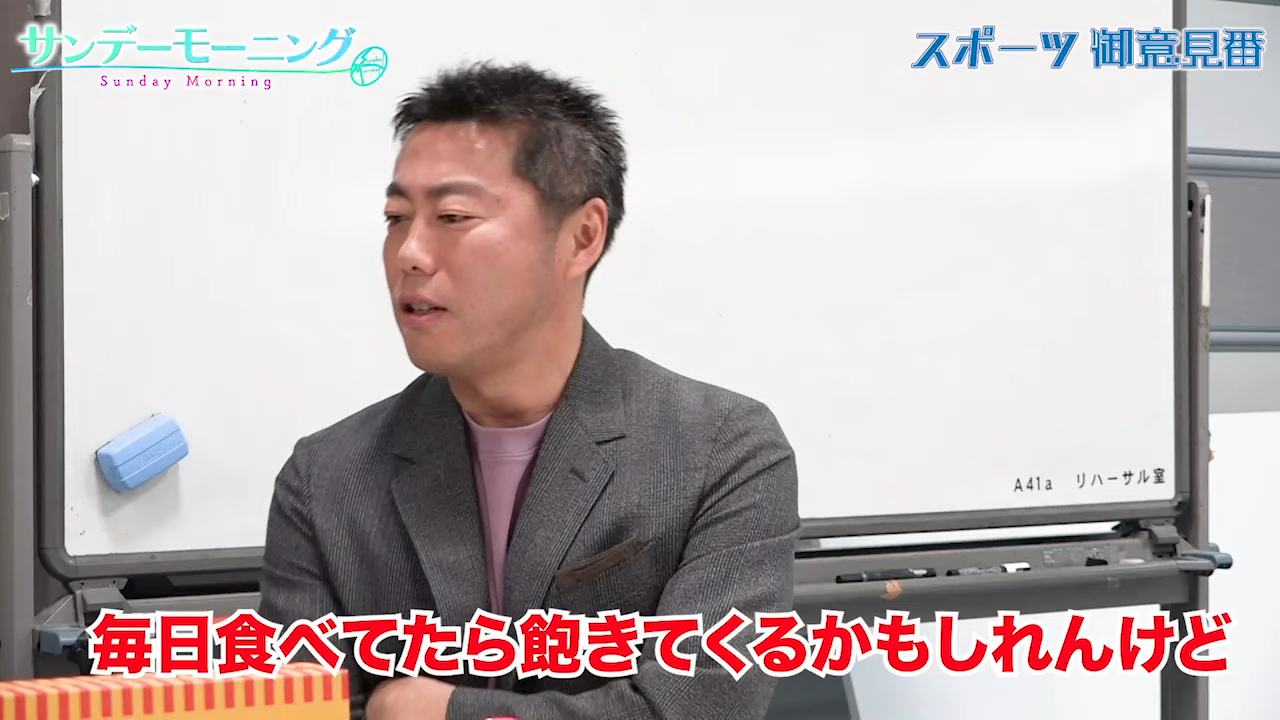 サンデーモーニング
Sunday Morning
スポーツ 御意見番
A41a リハーサル室
毎日食べてたら飽きてくるかもしれんけど